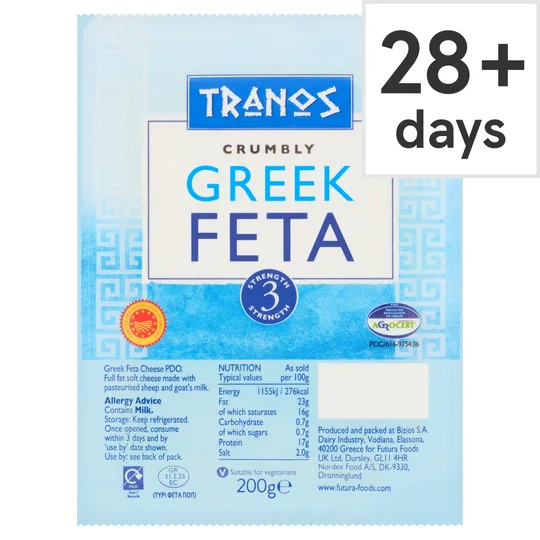 28+
days
TRANOS
CRUMBLY
GREEK
FETA
STRENGTH
3
STRENGTH
AGROCERT
POC/616-9754.06
Greek Feta Cheese PDO.
Full fat soft cheese made with
pasteurised sheep and goat's milk.
Allergy Advice
Contains Milk.
Storage: Keep refrigerated.
Once opened, consume
within 3 days and by
'use by' date shown.
Use by: see back of pack.
GR
31 2.25
EC
(ΤΥΡΙ ΦΕΤΑ ΠΟΠ)
NUTRITION As sold
Typical values per 100g
Energy 1155kJ / 276kcal
Fat 23g
of which saturates 16g
Carbohydrate 0.7g
of which sugars 0.7g
Protein 17g
Salt 2.0g
V Suitable for vegetarians
200g℮
Produced and packed at Bizios S.A.
Dairy Industry, Vodiana, Elassona,
40200 Greece for Futura Foods
UK Ltd, Dursley, GL11 4HR
Nordex Food A/S, DK-9330,
Dronninglund
www.futura-foods.com